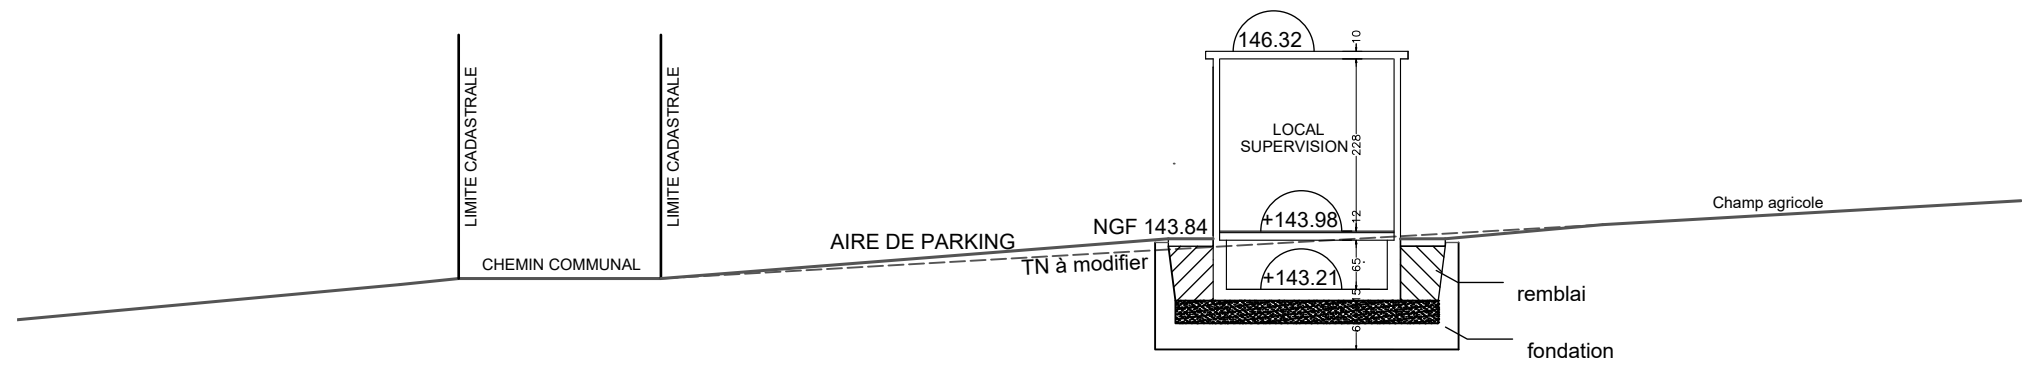 146.32
10
LIMITE CADASTRALE
LIMITE CADASTRALE
LOCAL
SUPERVISION
228
Champ agricole
NGF 143.84
+143.98
12
AIRE DE PARKING
CHEMIN COMMUNAL
TN à modifier
+143.21
65
15
remblai
6
fondation